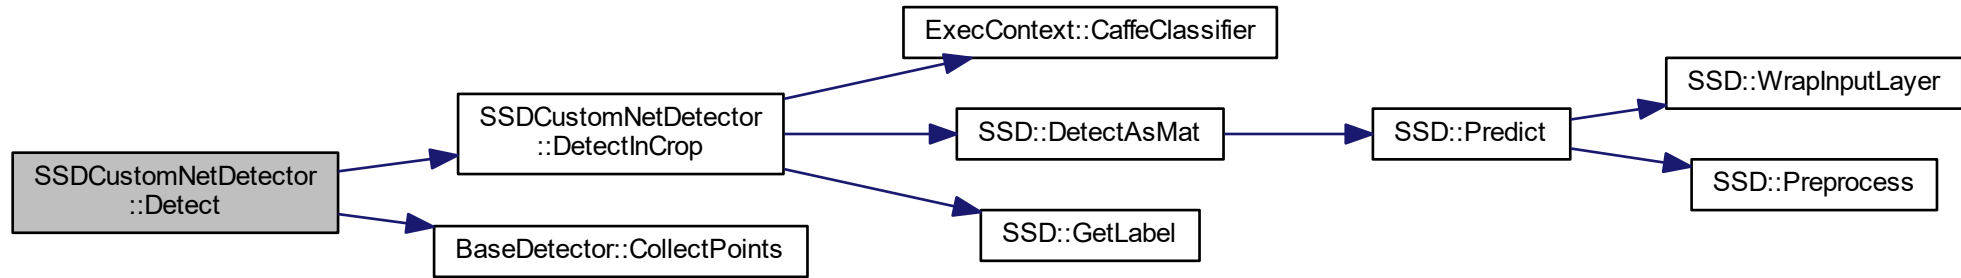 SSDCustomNetDetector
::Detect
SSDCustomNetDetector
::DetectInCrop
BaseDetector::CollectPoints
ExecContext::CaffeClassifier
SSD::DetectAsMat
SSD::GetLabel
SSD::Predict
SSD::WrapInputLayer
SSD::Preprocess